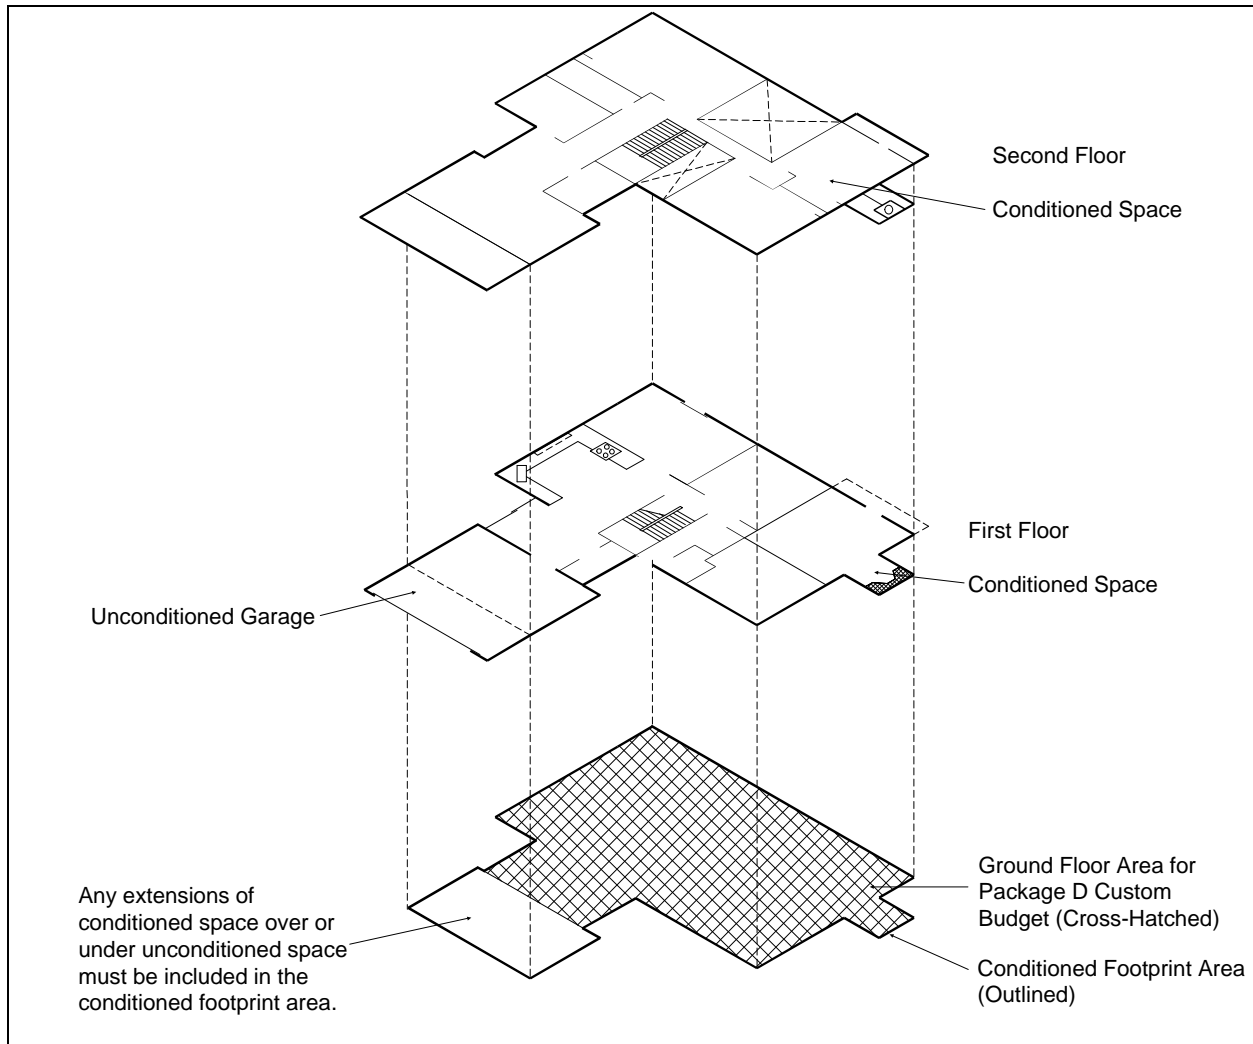 Second Floor
Conditioned Space
First Floor
Conditioned Space
Unconditioned Garage
Ground Floor Area for
Package D Custom
Budget (Cross-Hatched)
Any extensions of
conditioned space over or
under unconditioned space
must be included in the
conditioned footprint area.
Conditioned Footprint Area
(Outlined)